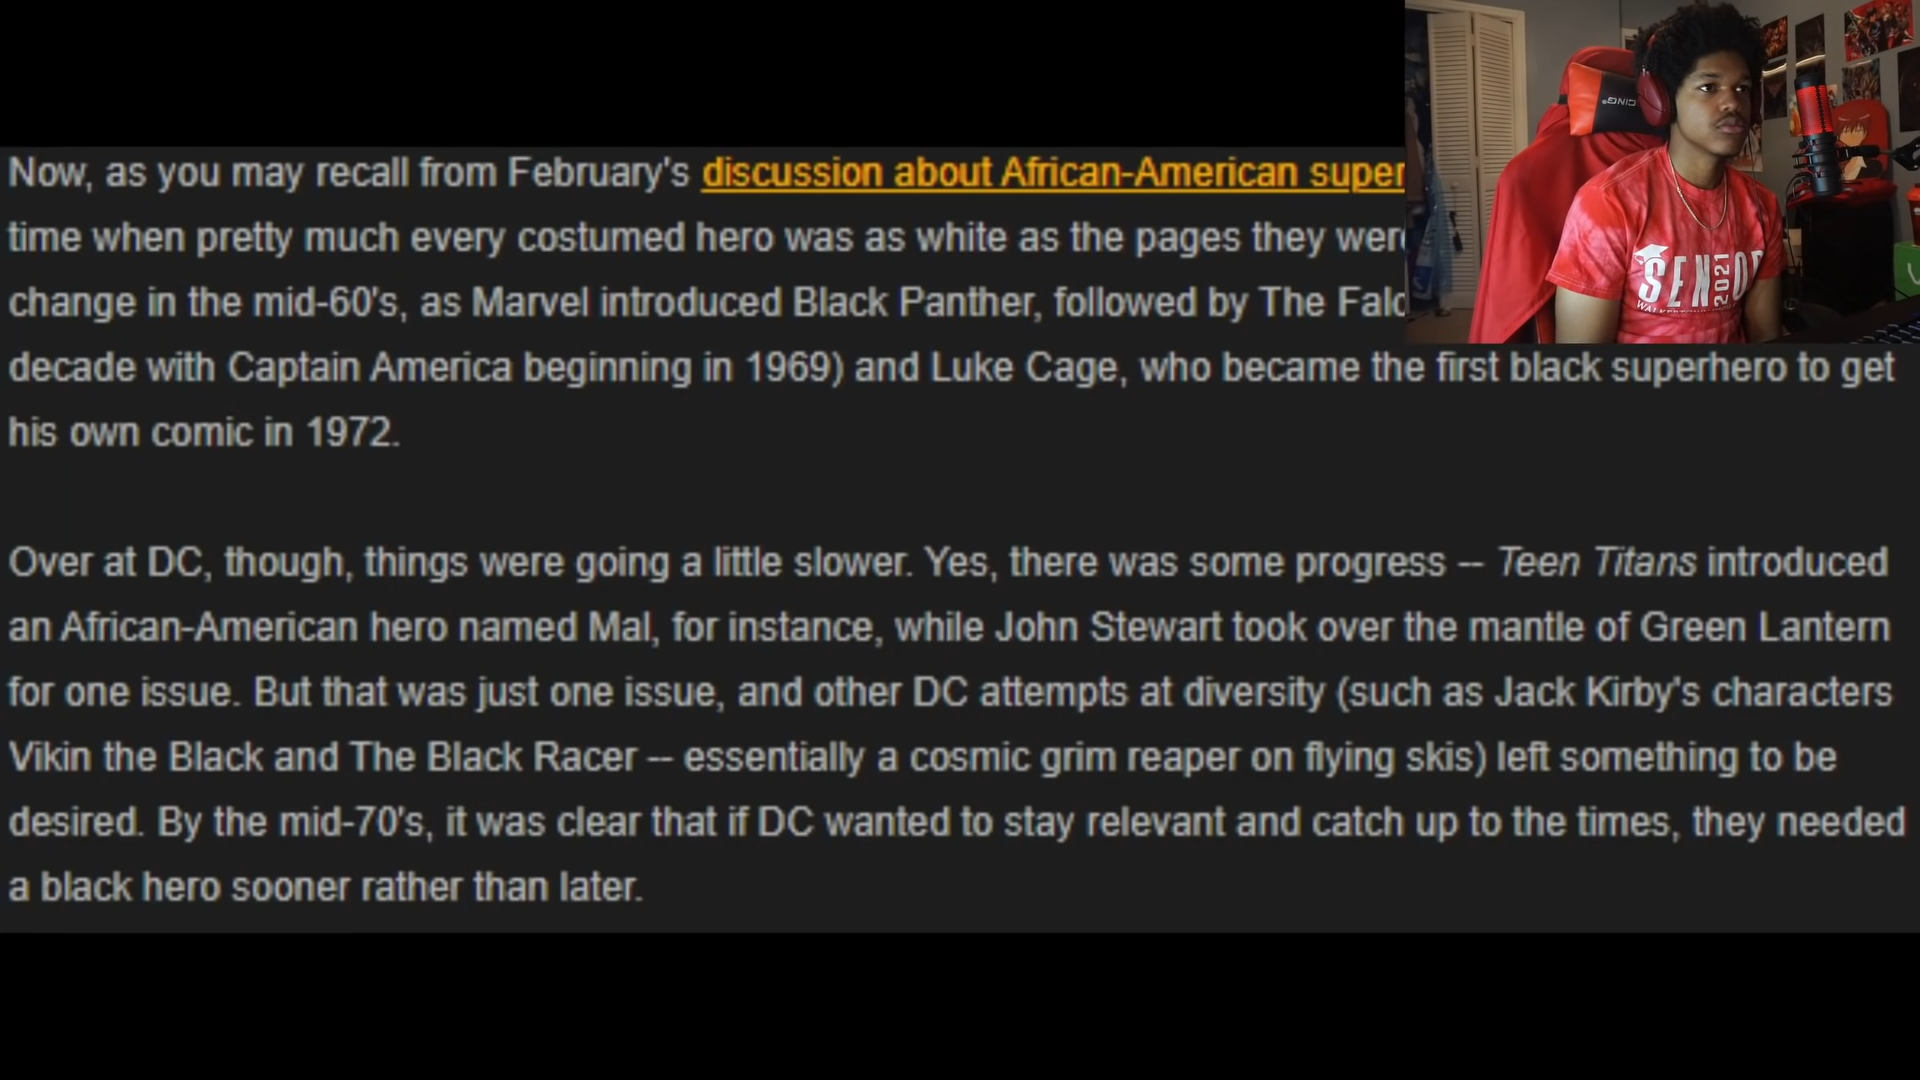 Now, as you may recall from February's discussion about African-American super
time when pretty much every costumed hero was as white as the pages they were
change in the mid-60's, as Marvel introduced Black Panther, followed by The
decade with Captain America beginning in 1969) and Luke Cage, who became the first black superhero to get
his own comic in 1972.
Over at DC, though, things were going a little slower. Yes, there was some progress -- Teen Titans introduced
an African-American hero named Mal, for instance, while John Stewart took over the mantle of Green Lantern
for one issue. But that was just one issue, and other DC attempts at diversity (such as Jack Kirby's characters
Vikin the Black and The Black Racer -- essentially a cosmic grim reaper on flying skis) left something to be
desired. By the mid-70's, it was clear that if DC wanted to stay relevant and catch up to the times, they needed
a black hero sooner rather than later.
SENIOR
2021